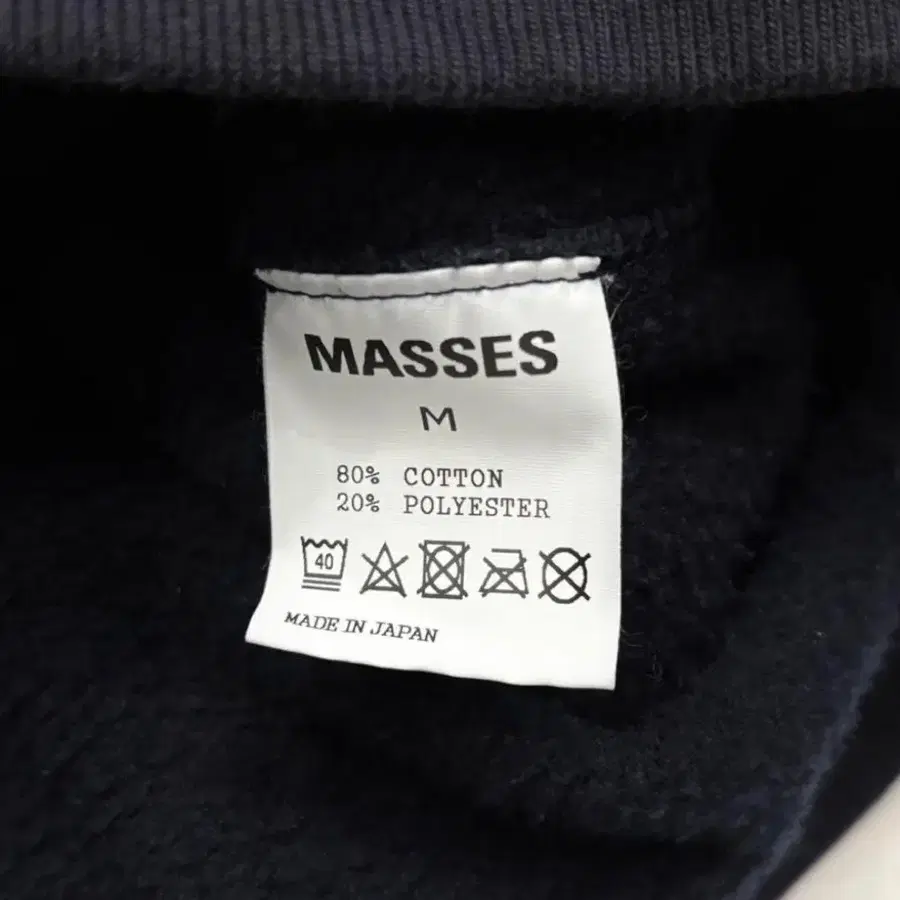 MASSES
M
80% COTTON
20% POLYESTER
40
MADE IN JAPAN